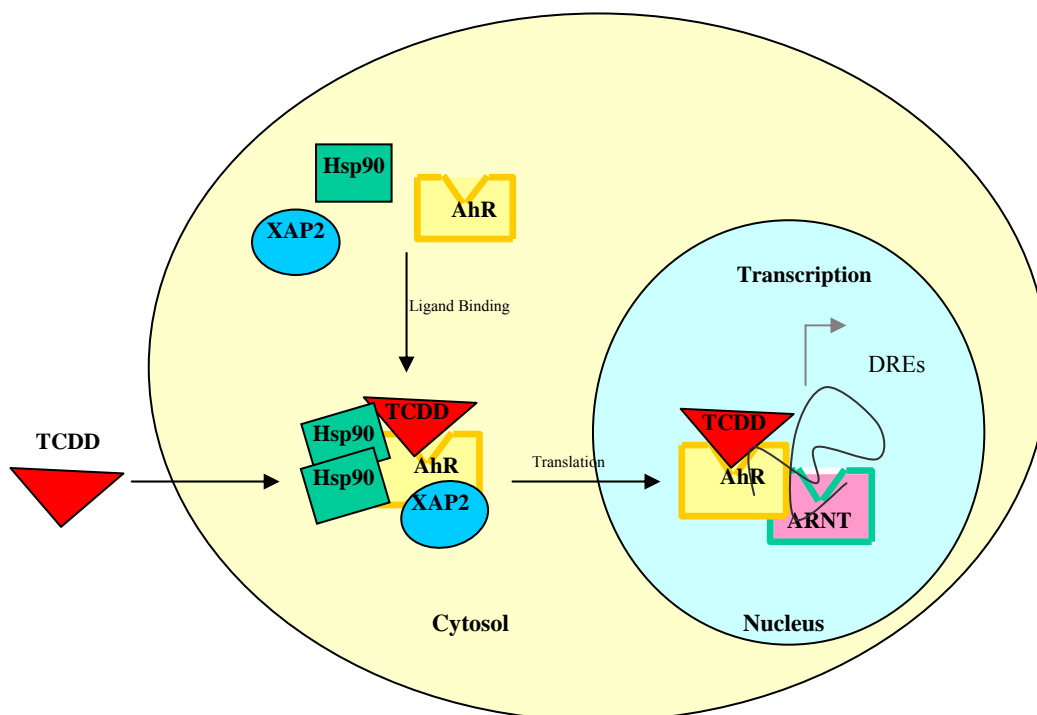 Hsp90
XAP2
AhR
Transcription
Ligand Binding
DREs
TCDD
TCDD
Hsp90
Hsp90
AhR
XAP2
Translation
TCDD
AhR
ARNT
Cytosol
Nucleus